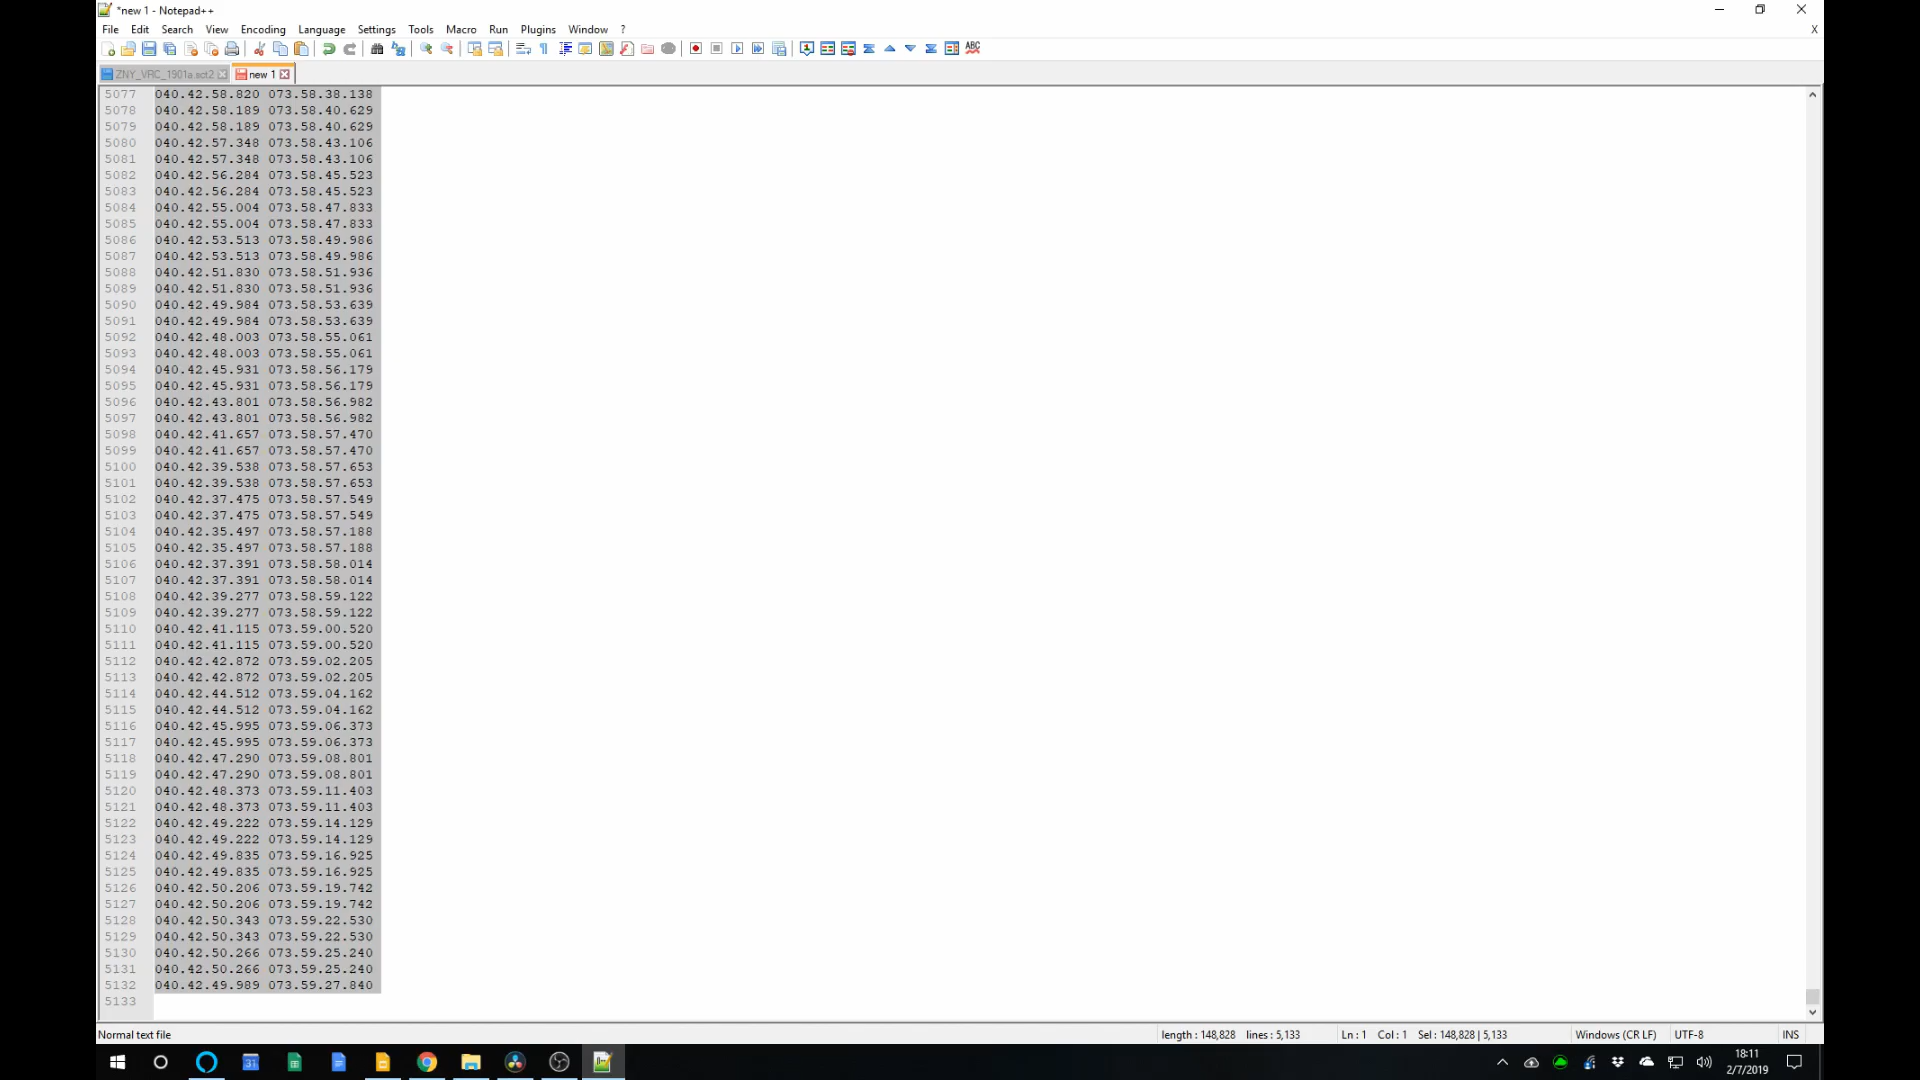 *new 1 - Notepad++
File Edit Search View Encoding Language Settings Tools Macro Run Plugins Window ? X
ZNY_VRC_1901a.sct2 new 1
5077 040.42.58.820 073.58.38.138
5078 040.42.58.189 073.58.40.629
5079 040.42.58.189 073.58.40.629
5080 040.42.57.348 073.58.43.106
5081 040.42.57.348 073.58.43.106
5082 040.42.56.284 073.58.45.523
5083 040.42.56.284 073.58.45.523
5084 040.42.55.004 073.58.47.833
5085 040.42.55.004 073.58.47.833
5086 040.42.53.513 073.58.49.986
5087 040.42.53.513 073.58.49.986
5088 040.42.51.830 073.58.51.936
5089 040.42.51.830 073.58.51.936
5090 040.42.49.984 073.58.53.639
5091 040.42.49.984 073.58.53.639
5092 040.42.48.003 073.58.55.061
5093 040.42.48.003 073.58.55.061
5094 040.42.45.931 073.58.56.179
5095 040.42.45.931 073.58.56.179
5096 040.42.43.801 073.58.56.982
5097 040.42.43.801 073.58.56.982
5098 040.42.41.657 073.58.57.470
5099 040.42.41.657 073.58.57.470
5100 040.42.39.538 073.58.57.653
5101 040.42.39.538 073.58.57.653
5102 040.42.37.475 073.58.57.549
5103 040.42.37.475 073.58.57.549
5104 040.42.35.497 073.58.57.188
5105 040.42.35.497 073.58.57.188
5106 040.42.37.391 073.58.58.014
5107 040.42.37.391 073.58.58.014
5108 040.42.39.277 073.58.59.122
5109 040.42.39.277 073.58.59.122
5110 040.42.41.115 073.59.00.520
5111 040.42.41.115 073.59.00.520
5112 040.42.42.872 073.59.02.205
5113 040.42.42.872 073.59.02.205
5114 040.42.44.512 073.59.04.162
5115 040.42.44.512 073.59.04.162
5116 040.42.45.995 073.59.06.373
5117 040.42.45.995 073.59.06.373
5118 040.42.47.290 073.59.08.801
5119 040.42.47.290 073.59.08.801
5120 040.42.48.373 073.59.11.403
5121 040.42.48.373 073.59.11.403
5122 040.42.49.222 073.59.14.129
5123 040.42.49.222 073.59.14.129
5124 040.42.49.835 073.59.16.925
5125 040.42.49.835 073.59.16.925
5126 040.42.50.206 073.59.19.742
5127 040.42.50.206 073.59.19.742
5128 040.42.50.343 073.59.22.530
5129 040.42.50.343 073.59.22.530
5130 040.42.50.266 073.59.25.240
5131 040.42.50.266 073.59.25.240
5132 040.42.49.989 073.59.27.840
5133
Normal text file length : 148,828 lines : 5,133 Ln : 1 Col : 1 Sel : 148,828 | 5,133 Windows (CR LF) UTF-8 INS
18:11
2/7/2019